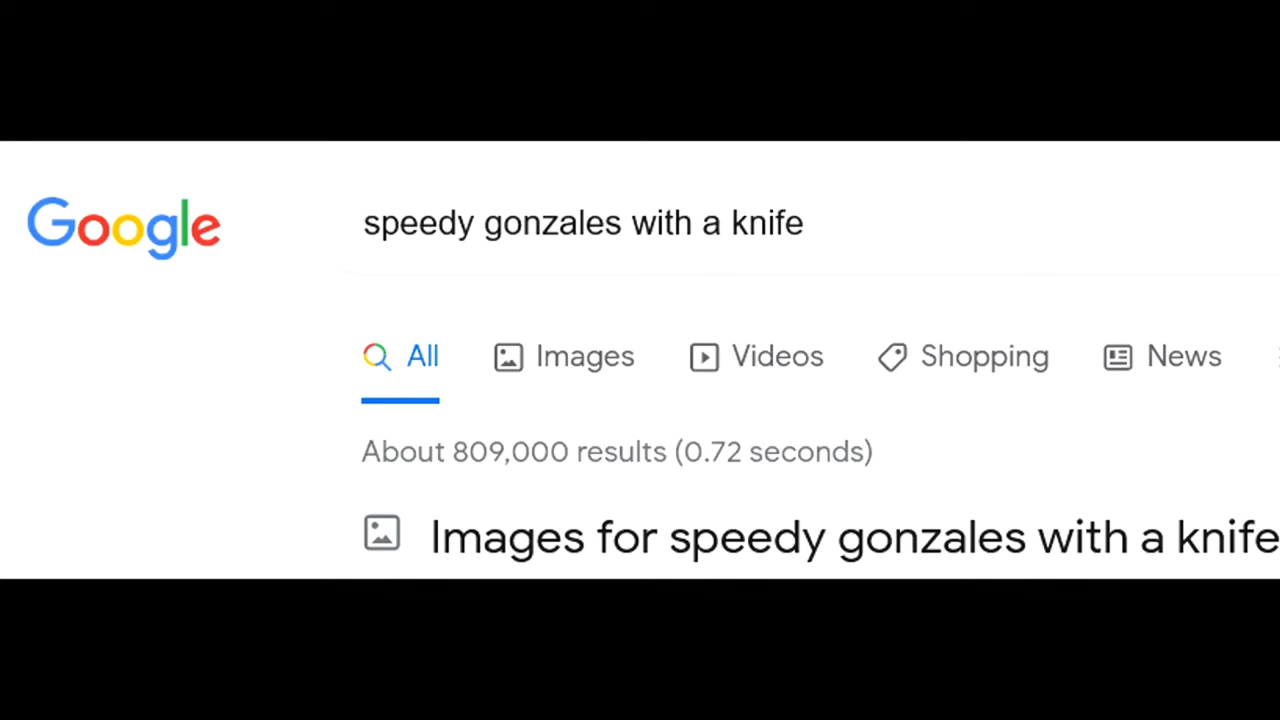 Google
speedy gonzales with a knife
All Images Videos Shopping News
About 809,000 results (0.72 seconds)
Images for speedy gonzales with a knife